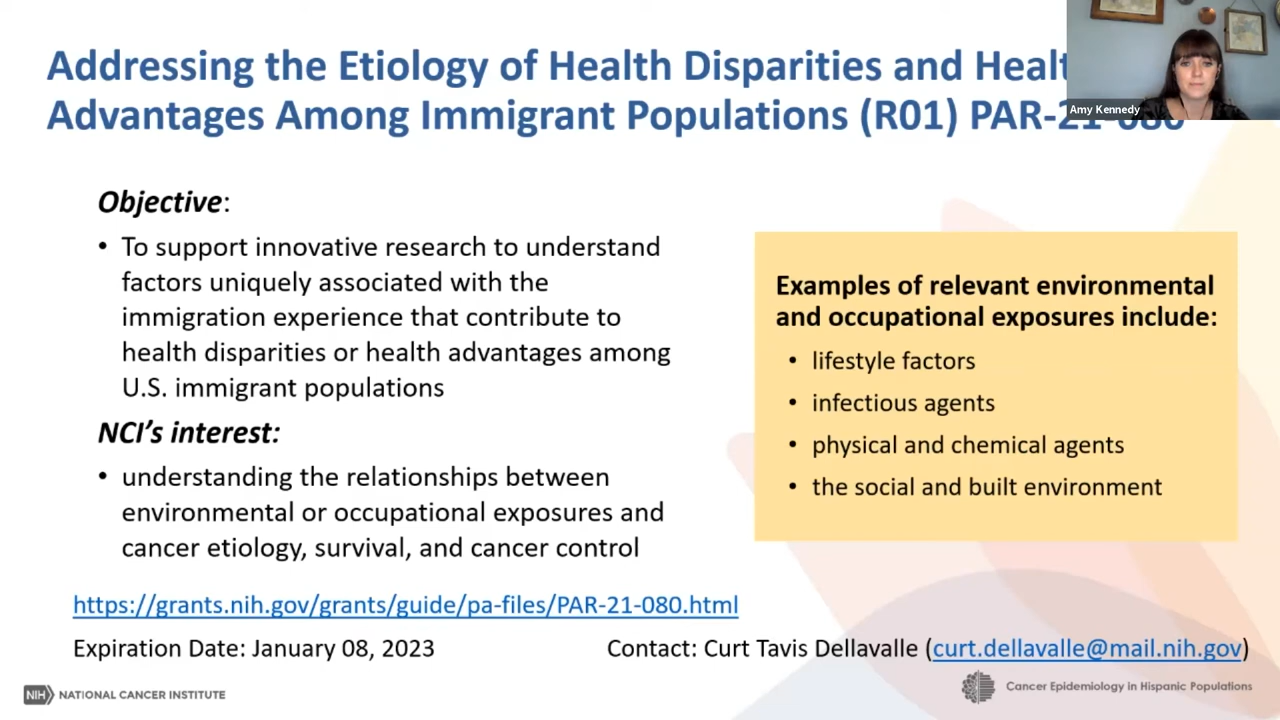 Addressing the Etiology of Health Disparities and Healt
Advantages Among Immigrant Populations (R01) PAR-21-080
Amy Kennedy
Objective:
• To support innovative research to understand
factors uniquely associated with the
immigration experience that contribute to
health disparities or health advantages among
U.S. immigrant populations
NCI’s interest:
• understanding the relationships between
environmental or occupational exposures and
cancer etiology, survival, and cancer control
Examples of relevant environmental
and occupational exposures include:
• lifestyle factors
• infectious agents
• physical and chemical agents
• the social and built environment
https://grants.nih.gov/grants/guide/pa-files/PAR-21-080.html
Expiration Date: January 08, 2023
Contact: Curt Tavis Dellavalle (curt.dellavalle@mail.nih.gov)
NIH NATIONAL CANCER INSTITUTE
Cancer Epidemiology in Hispanic Populations